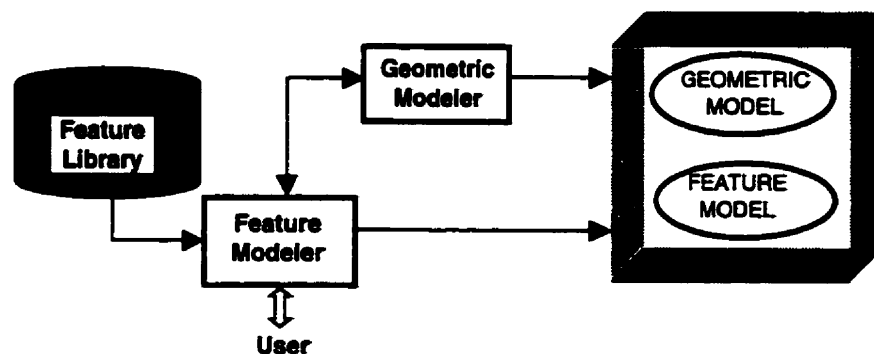 Feature
Library
Geometric
Modeler
GEOMETRIC
MODEL
FEATURE
MODEL
Feature
Modeler
User